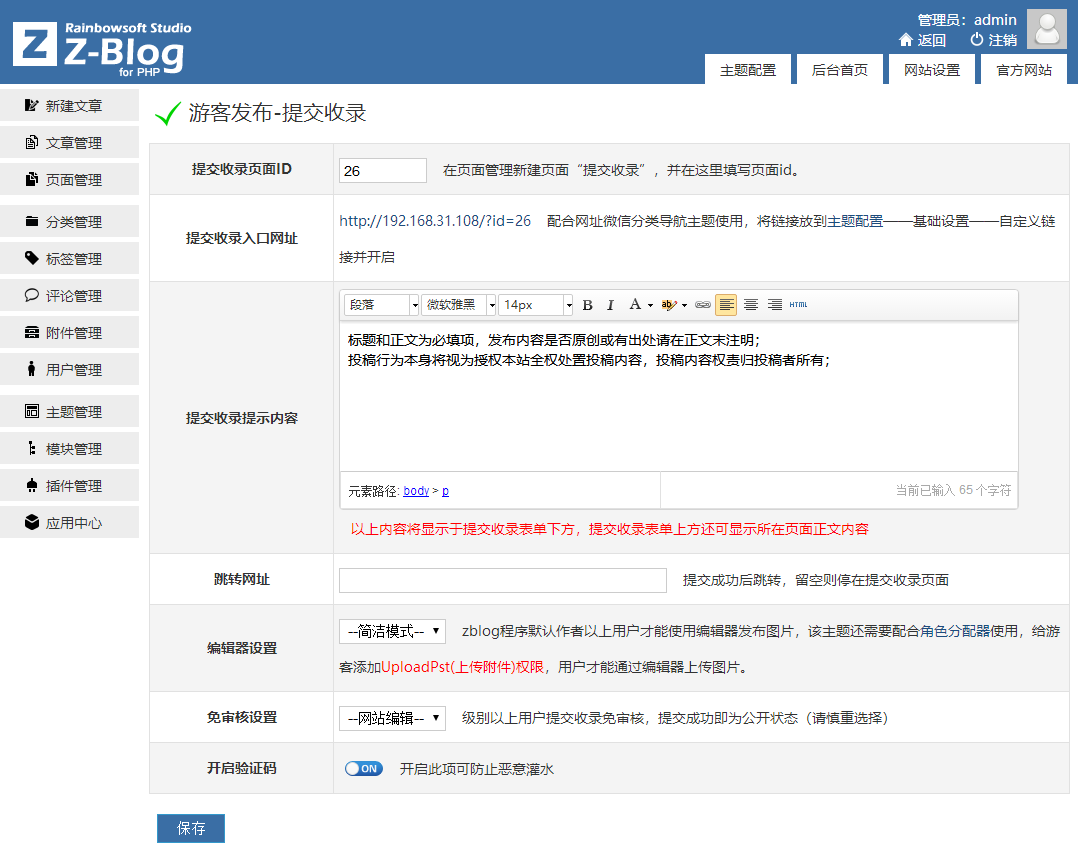 Rainbowsoft Studio
Z-Blog
for PHP
管理员：admin
返回 注销
主题配置 后台首页 网站设置 官方网站
新建文章
文章管理
页面管理
分类管理
标签管理
评论管理
附件管理
用户管理
主题管理
模块管理
插件管理
应用中心
游客发布-提交收录
提交收录页面ID 26 在页面管理新建页面“提交收录”，并在这里填写页面id。
提交收录入口网址 http://192.168.31.108/?id=26 配合网址微信分类导航主题使用，将链接放到主题配置——基础设置——自定义链
接并开启
提交收录提示内容
段落 微软雅黑 14px B I A ab HTML
标题和正文为必填项，发布内容是否原创或有出处请在正文末注明；
投稿行为本身将视为授权本站全权处置投稿内容，投稿内容权责归投稿者所有；
元素路径: body > p 当前已输入 65 个字符
以上内容将显示于提交收录表单下方，提交收录表单上方还可显示所在页面正文内容
跳转网址 提交成功后跳转，留空则停在提交收录页面
编辑器设置 --简洁模式-- zblog程序默认作者以上用户才能使用编辑器发布图片，该主题还需要配合角色分配器使用，给游
客添加UploadPst(上传附件)权限，用户才能通过编辑器上传图片。
免审核设置 --网站编辑-- 级别以上用户提交收录免审核，提交成功即为公开状态（请慎重选择）
开启验证码 ON 开启此项可防止恶意灌水
保存